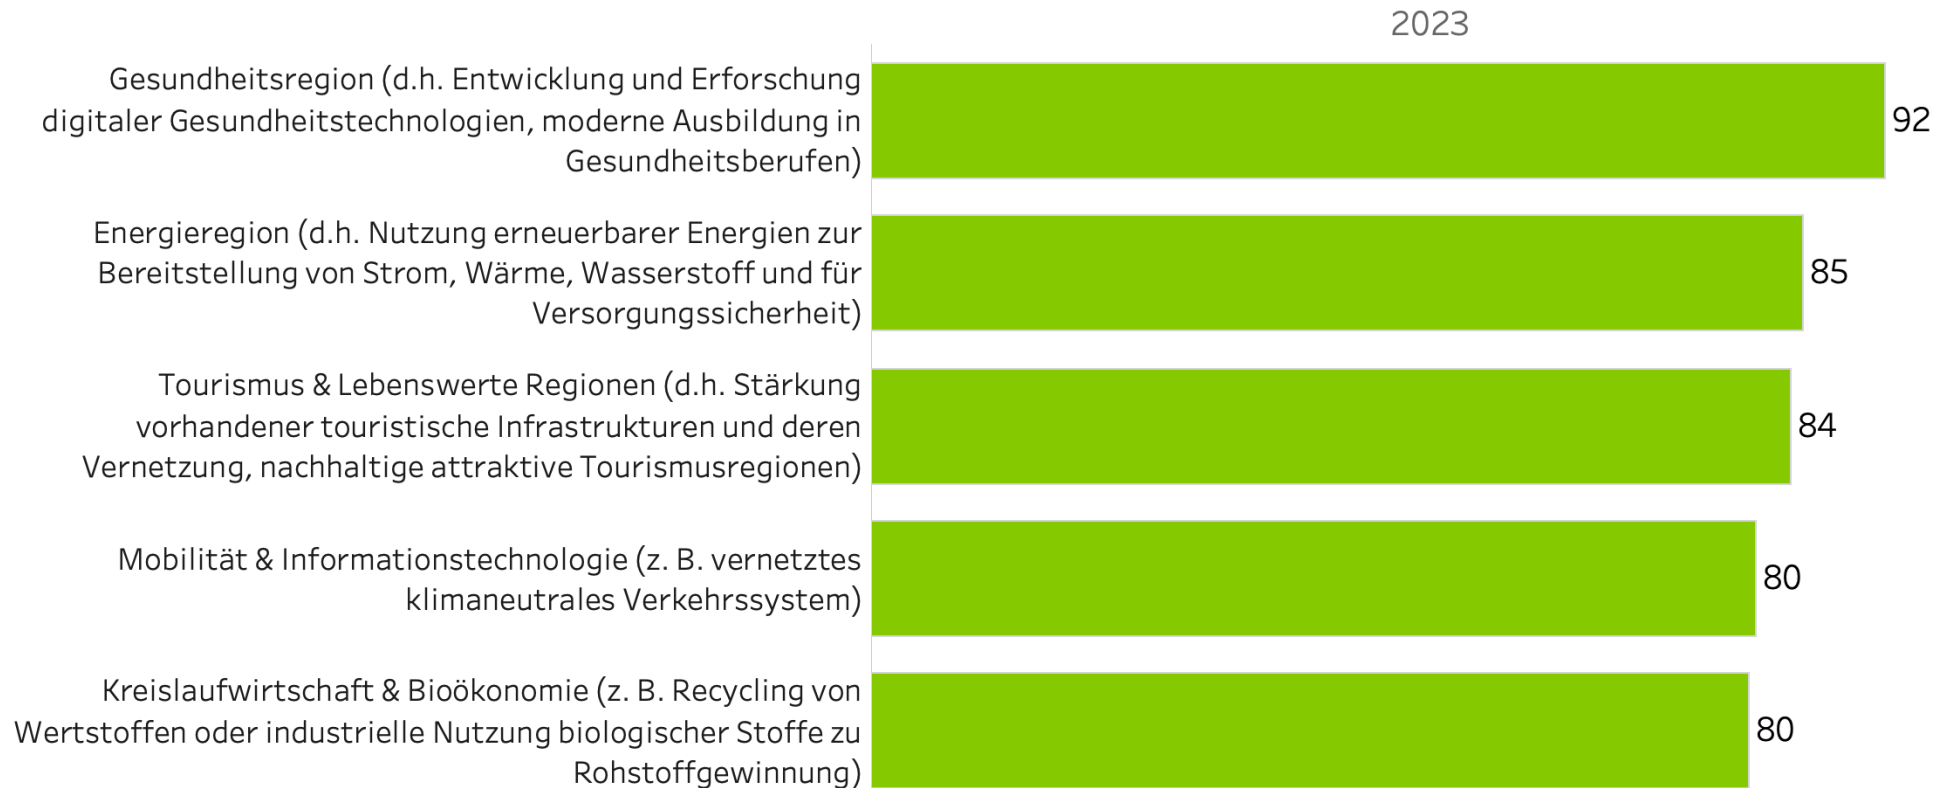 2023
Gesundheitsregion (d.h. Entwicklung und Erforschung
digitaler Gesundheitstechnologien, moderne Ausbildung in
Gesundheitsberufen)
92
Energieregion (d.h. Nutzung erneuerbarer Energien zur
Bereitstellung von Strom, Wärme, Wasserstoff und für
Versorgungssicherheit)
85
Tourismus & Lebenswerte Regionen (d.h. Stärkung
vorhandener touristische Infrastrukturen und deren
Vernetzung, nachhaltige attraktive Tourismusregionen)
84
Mobilität & Informationstechnologie (z. B. vernetztes
klimaneutrales Verkehrssystem)
80
Kreislaufwirtschaft & Bioökonomie (z. B. Recycling von
Wertstoffen oder industrielle Nutzung biologischer Stoffe zu
Rohstoffgewinnung)
80